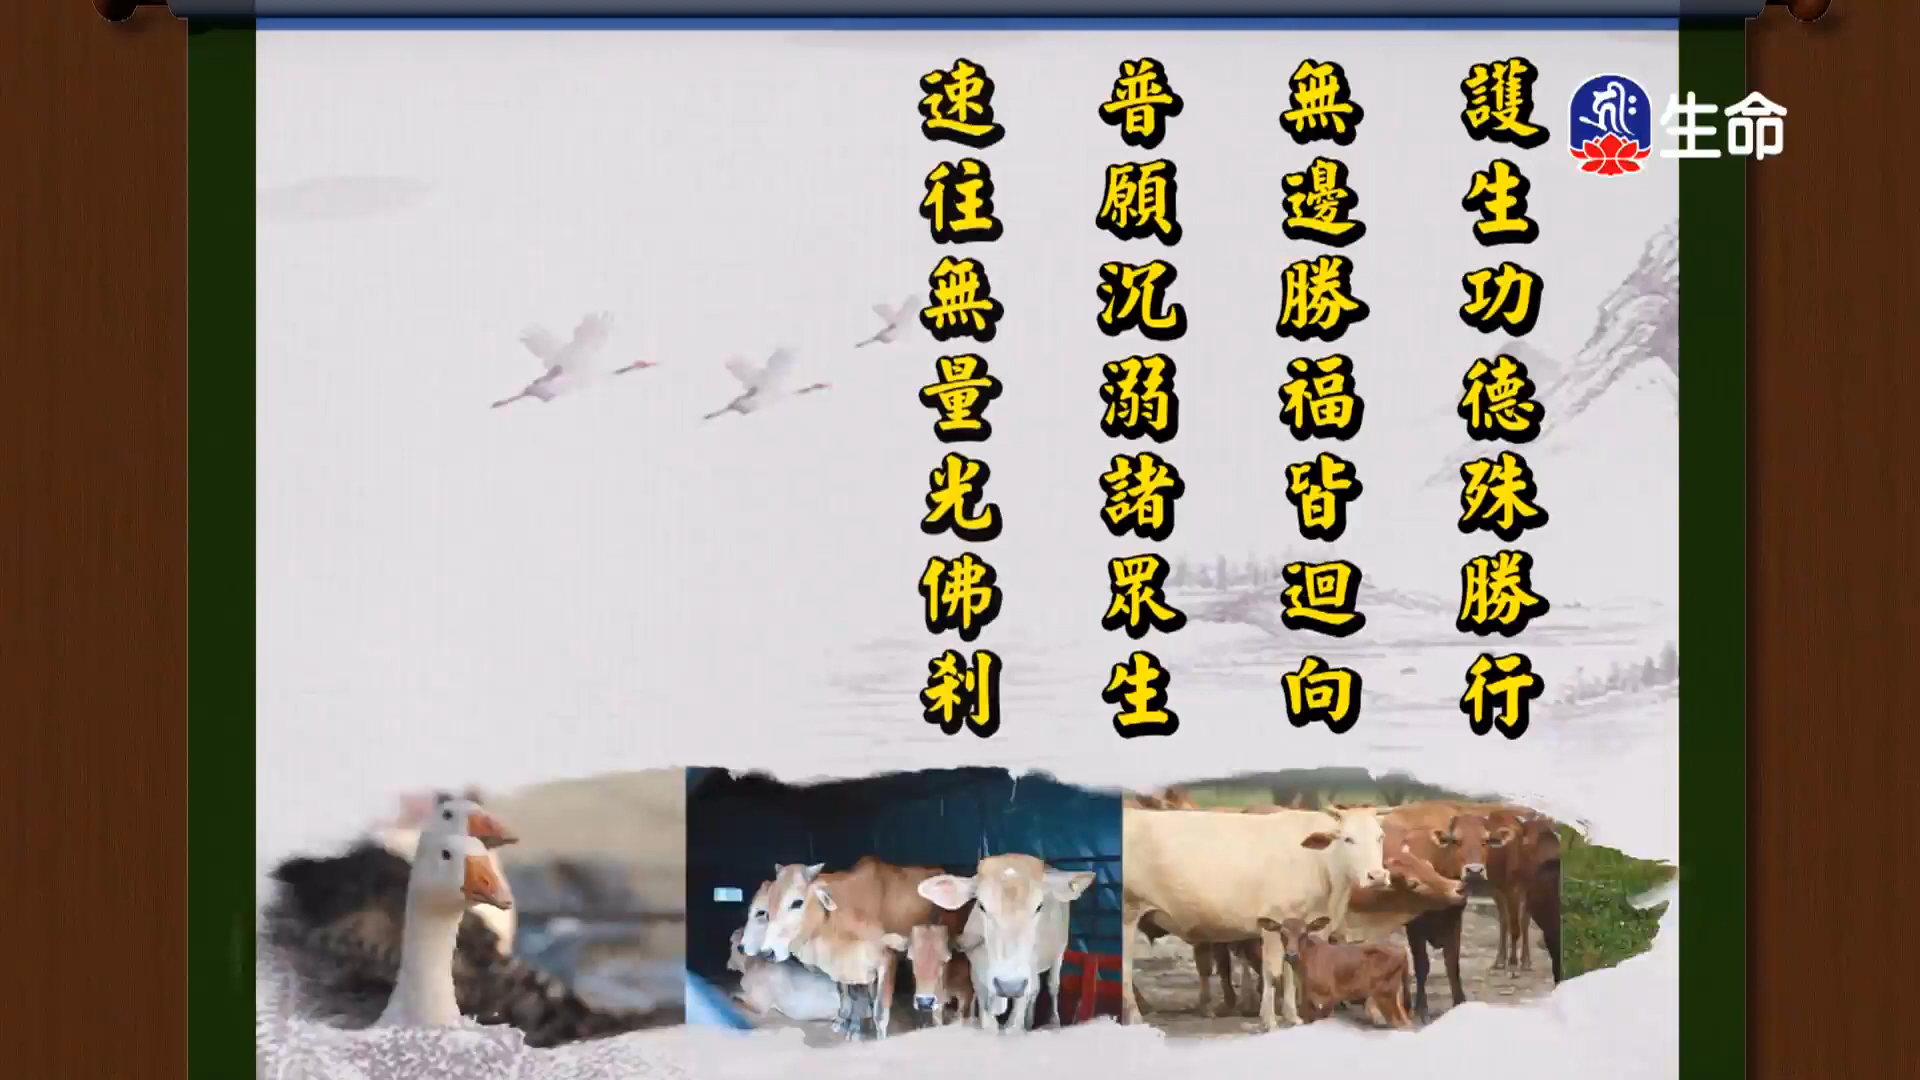 護生功德殊勝行
無邊勝福皆迴向
普願沉溺諸眾生
速往無量光佛剎
生命